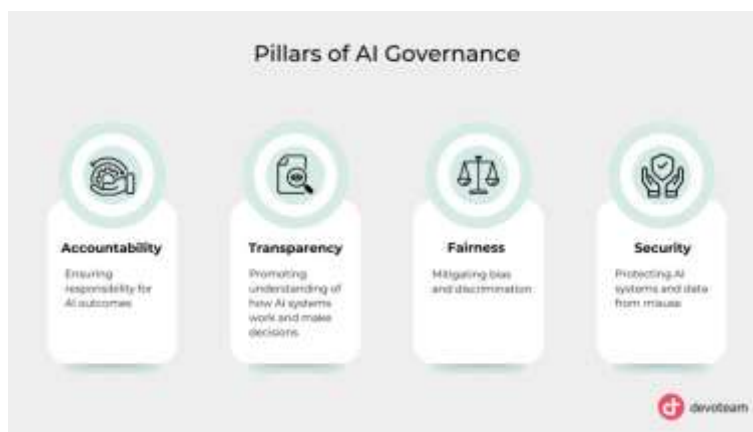 Pillars of AI Governance
Accountability
Ensuring
responsibility for
AI outcomes
Transparency
Promoting
understanding of
how AI systems
work and make
decisions
Fairness
Mitigating bias
and discrimination
Security
Protecting AI
systems and data
from misuse
devoteam